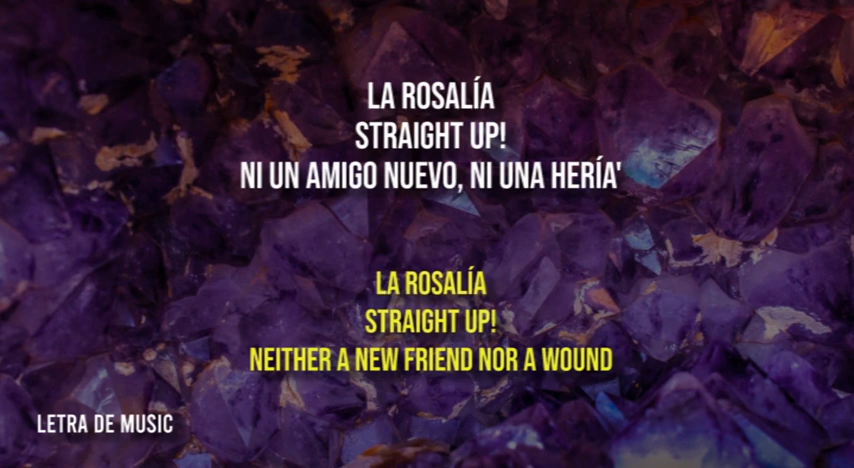 LA ROSALÍA
STRAIGHT UP!
NI UN AMIGO NUEVO, NI UNA HERÍA'
LA ROSALÍA
STRAIGHT UP!
NEITHER A NEW FRIEND NOR A WOUND
LETRA DE MUSIC